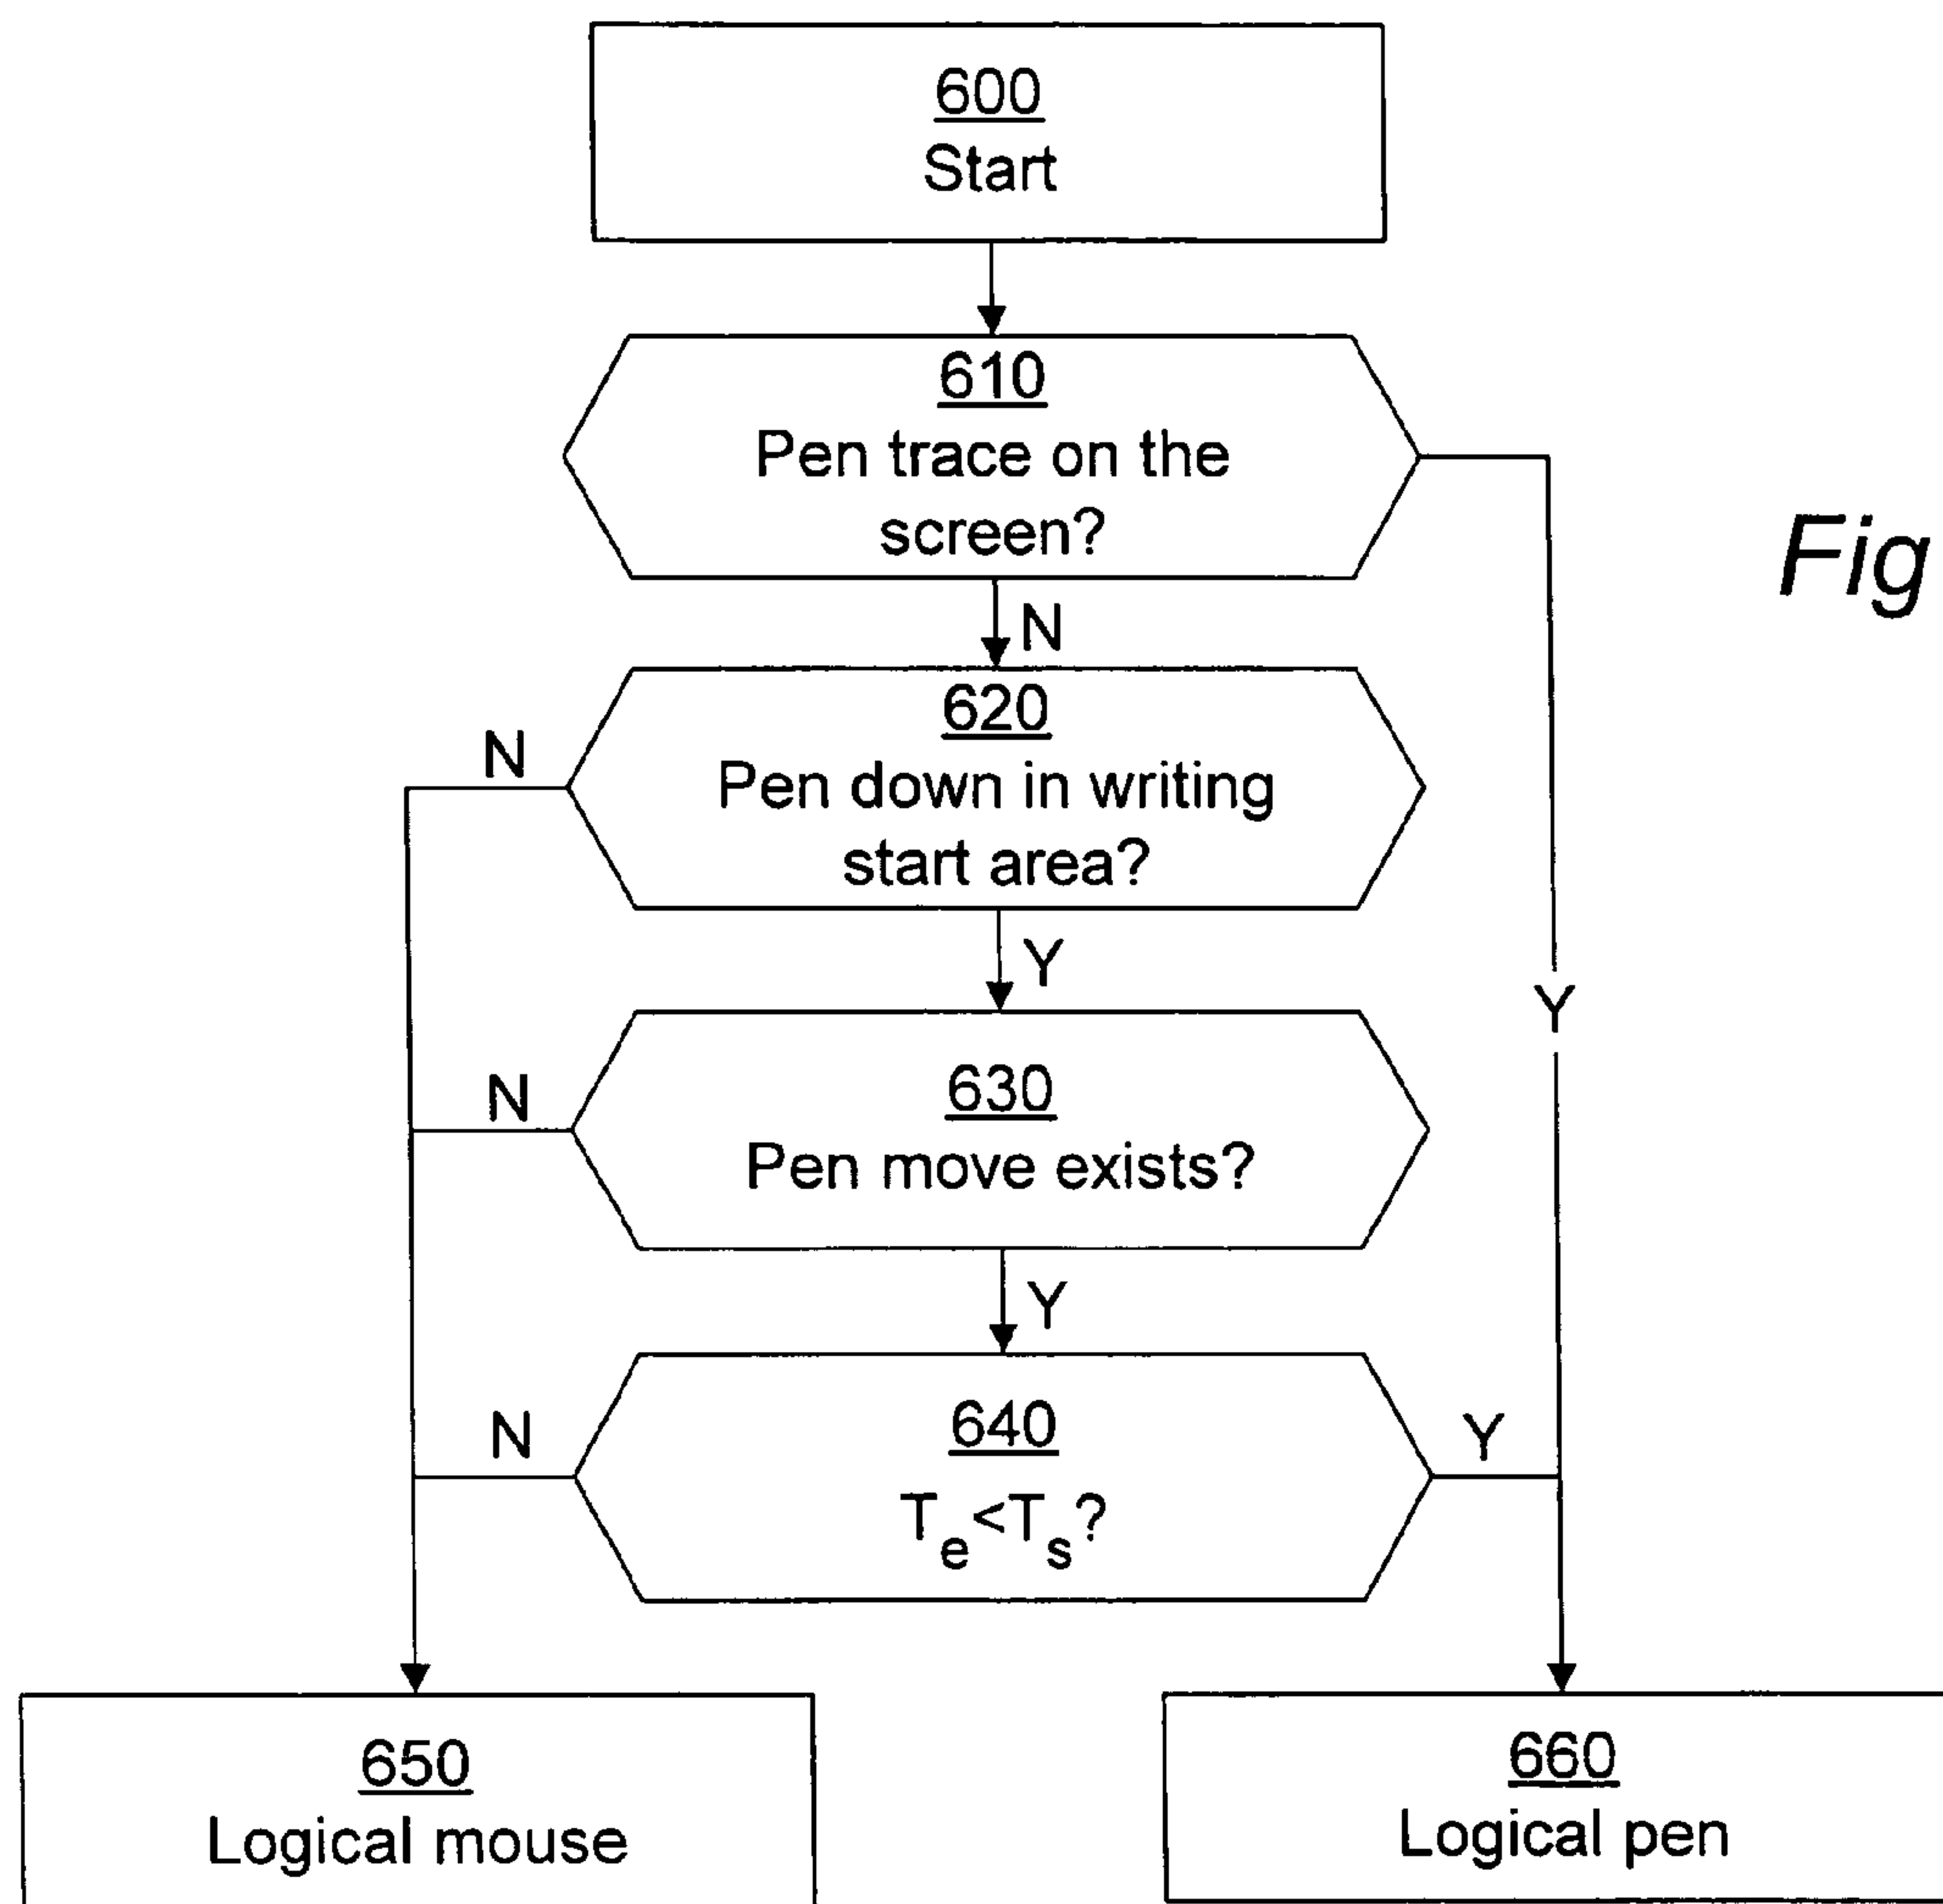 600
Start
610
Pen trace on the
screen?
Fig
N
620
Pen down in writing
start area?
N
Y
Y
630
Pen move exists?
N
Y
640
Te<Ts?
N
Y
650
Logical mouse
660
Logical pen